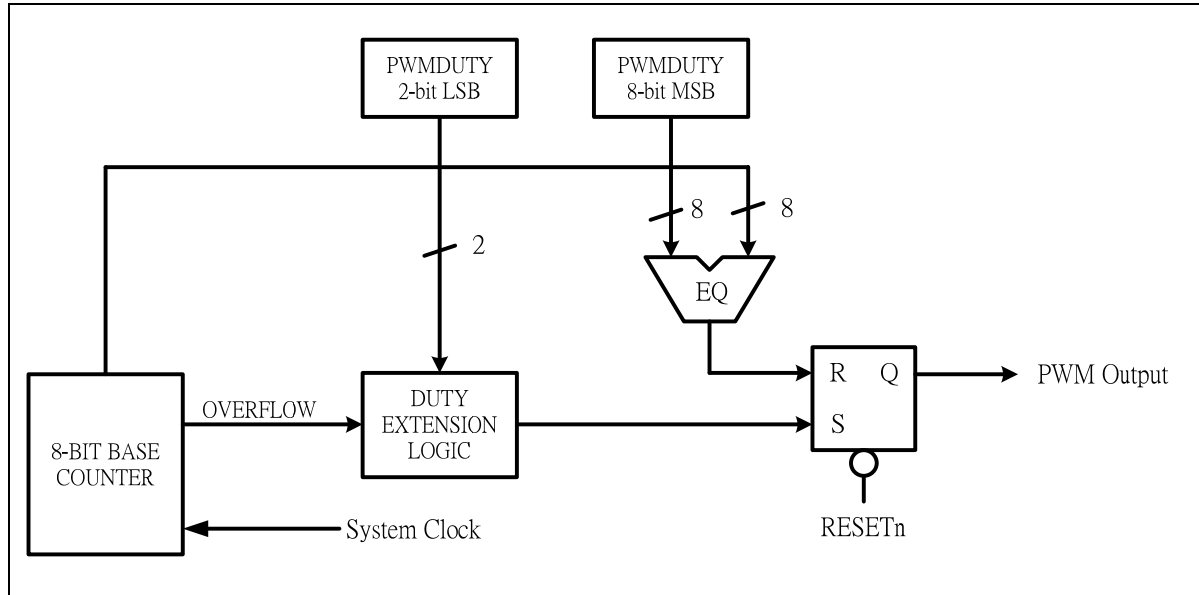 PWMDUTY
2-bit LSB
PWMDUTY
8-bit MSB
8
8
2
EQ
R Q
PWM Output
S
OVERFLOW
DUTY
EXTENSION
LOGIC
8-BIT BASE
COUNTER
System Clock
RESETn